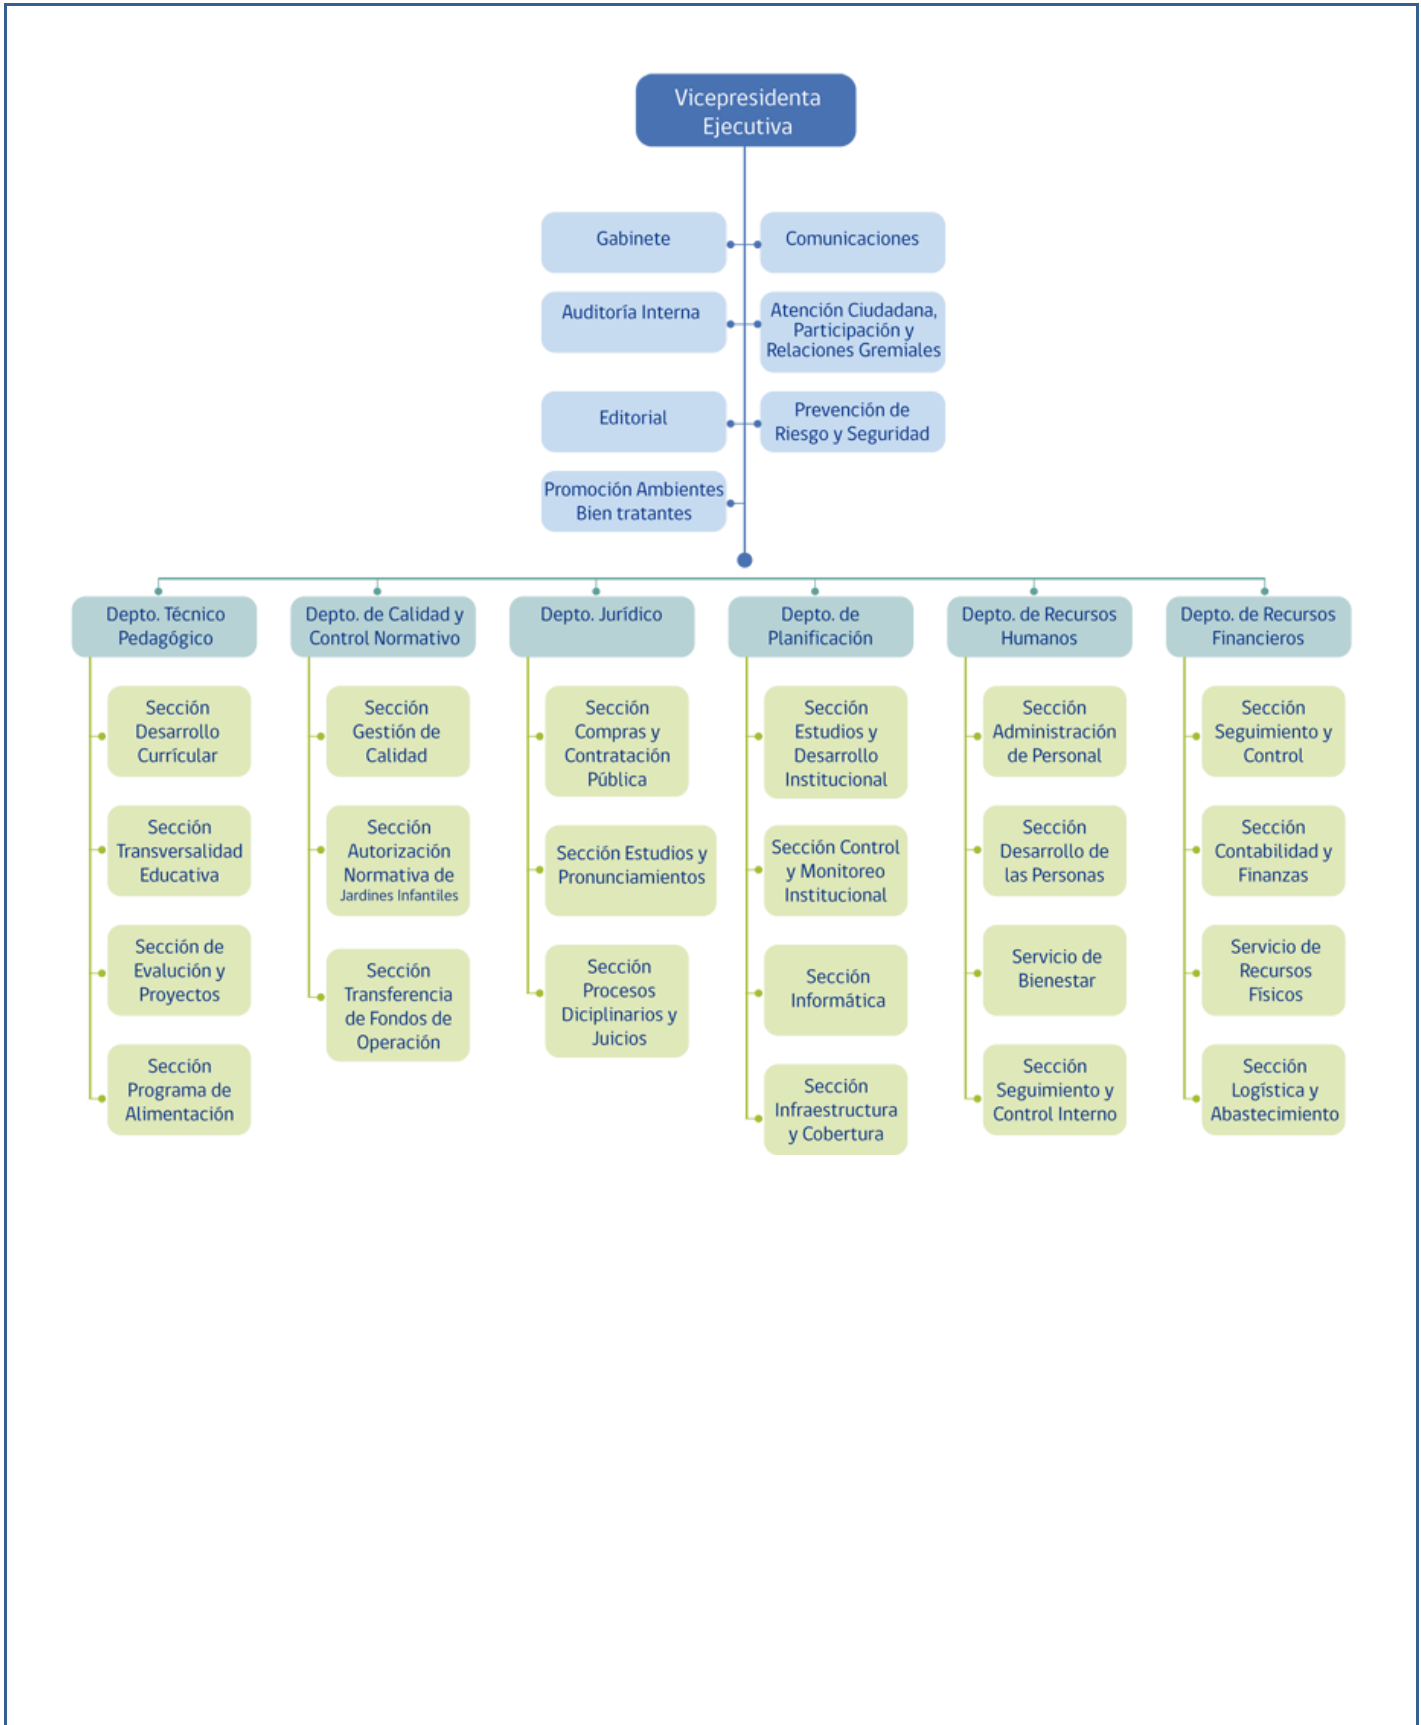 Vicepresidenta
Ejecutiva
Gabinete
Comunicaciones
Auditoría Interna
Atención Ciudadana,
Participación y
Relaciones Gremiales
Editorial
Prevención de
Riesgo y Seguridad
Promoción Ambientes
Bien tratantes
Depto. Técnico
Pedagógico
Sección
Desarrollo
Currícular
Sección
Transversalidad
Educativa
Sección de
Evalución y
Proyectos
Sección
Programa de
Alimentación
Depto. de Calidad y
Control Normativo
Sección
Gestión de
Calidad
Sección
Autorización
Normativa de
Jardines Infantiles
Sección
Transferencia
de Fondos de
Operación
Depto. Jurídico
Sección
Compras y
Contratación
Pública
Sección Estudios y
Pronunciamientos
Sección
Procesos
Diciplinarios y
Juicios
Depto. de
Planificación
Sección
Estudios y
Desarrollo
Institucional
Sección Control
y Monitoreo
Institucional
Sección
Informática
Sección
Infraestructura
y Cobertura
Depto. de Recursos
Humanos
Sección
Administración
de Personal
Sección
Desarrollo de
las Personas
Servicio de
Bienestar
Sección
Seguimiento y
Control Interno
Depto. de Recursos
Financieros
Sección
Seguimiento y
Control
Sección
Contabilidad y
Finanzas
Servicio de
Recursos
Físicos
Sección
Logística y
Abastecimiento